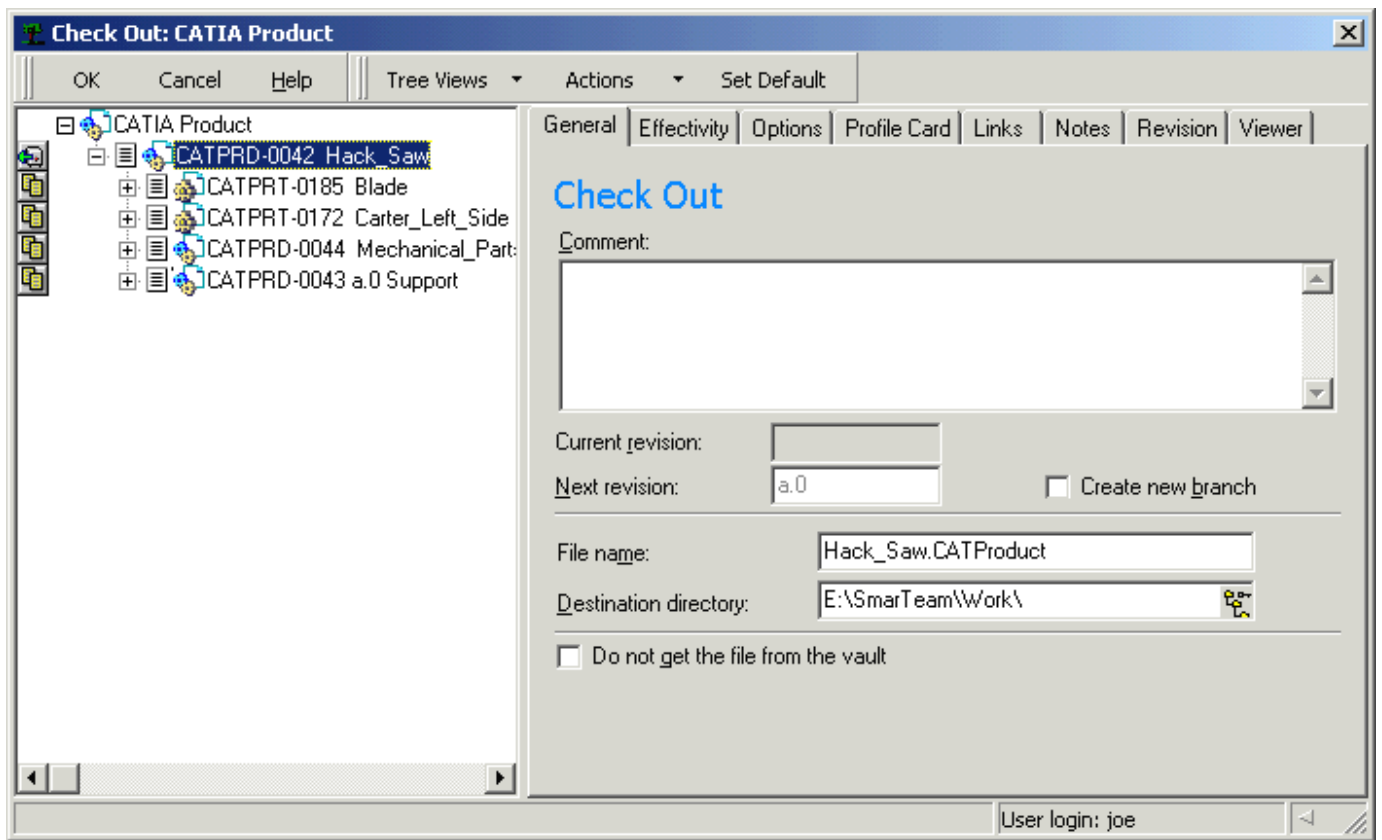 Check Out: CATIA Product
OK Cancel Help Tree Views Actions Set Default
CATIA Product
CATPRD-0042 Hack_Saw
CATPRT-0185 Blade
CATPRT-0172 Carter_Left_Side
CATPRD-0044 Mechanical_Part
CATPRD-0043 a.0 Support
General Effectivity Options Profile Card Links Notes Revision Viewer
Check Out
Comment:
Current revision:
Next revision: a.0 Create new branch
File name: Hack_Saw.CATProduct
Destination directory: E:\SmarTeam\Work\
Do not get the file from the vault
User login: joe